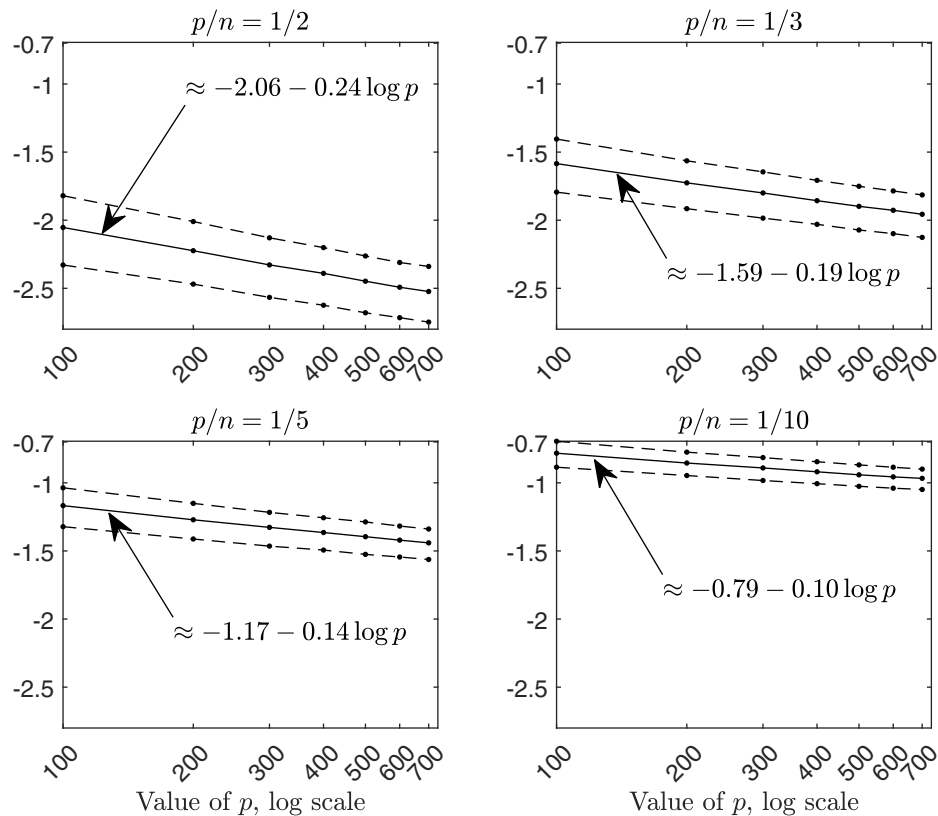 p/n = 1/2
-0.7
-1
-1.5
-2
-2.5
≈ −2.06 − 0.24 log p
100 200 300 400 500 600 700
p/n = 1/3
-0.7
-1
-1.5
-2
-2.5
≈ −1.59 − 0.19 log p
100 200 300 400 500 600 700
p/n = 1/5
-0.7
-1
-1.5
-2
-2.5
≈ −1.17 − 0.14 log p
100 200 300 400 500 600 700
Value of p, log scale
p/n = 1/10
-0.7
-1
-1.5
-2
-2.5
≈ −0.79 − 0.10 log p
100 200 300 400 500 600 700
Value of p, log scale